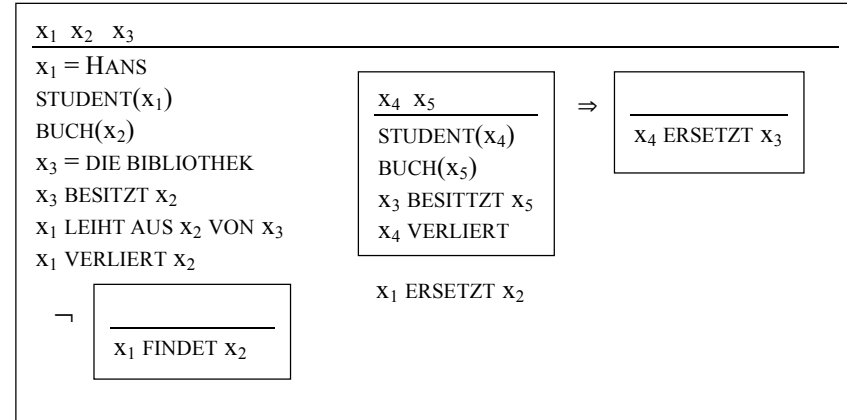 x₁ x₂ x₃
x₁ = HANS
STUDENT(x₁)
BUCH(x₂)
x₃ = DIE BIBLIOTHEK
x₃ BESITZT x₂
x₁ LEIHT AUS x₂ VON x₃
x₁ VERLIERT x₂
¬
x₁ FINDET x₂
x₄ x₅
STUDENT(x₄)
BUCH(x₅)
x₃ BESITTZT x₅
x₄ VERLIERT
⇒
x₄ ERSETZT x₃
x₁ ERSETZT x₂